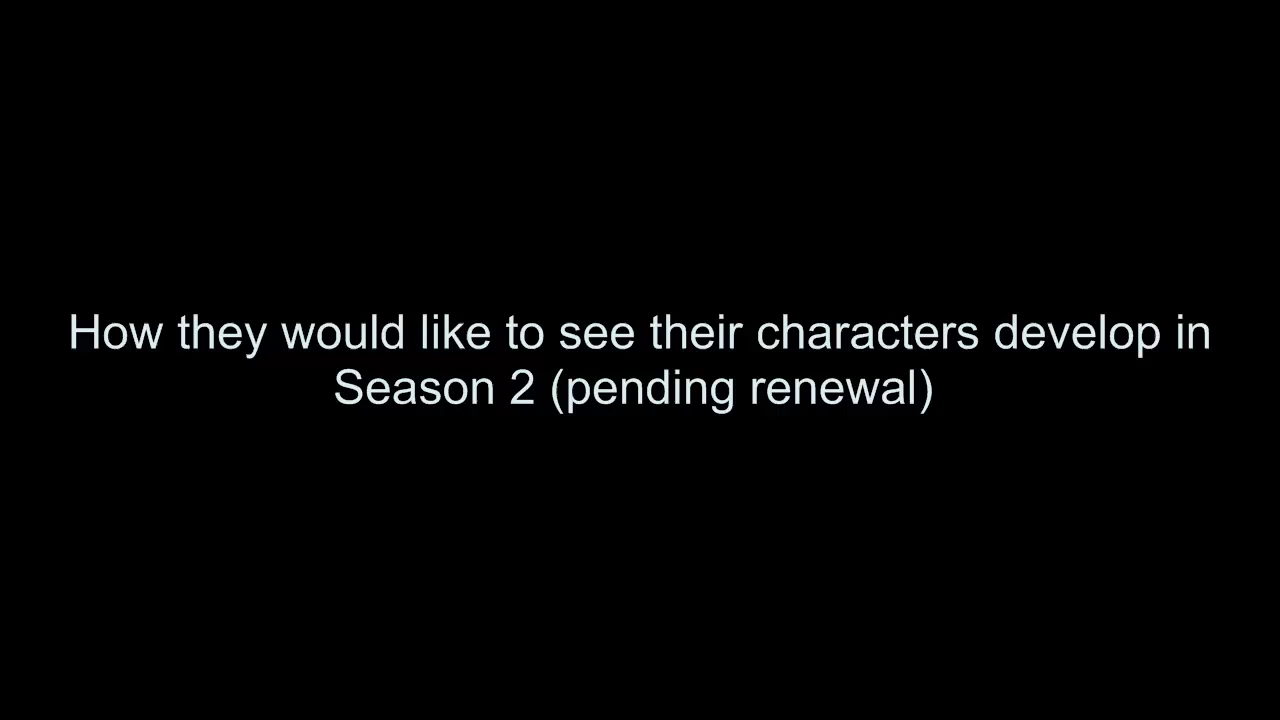 How they would like to see their characters develop in
Season 2 (pending renewal)